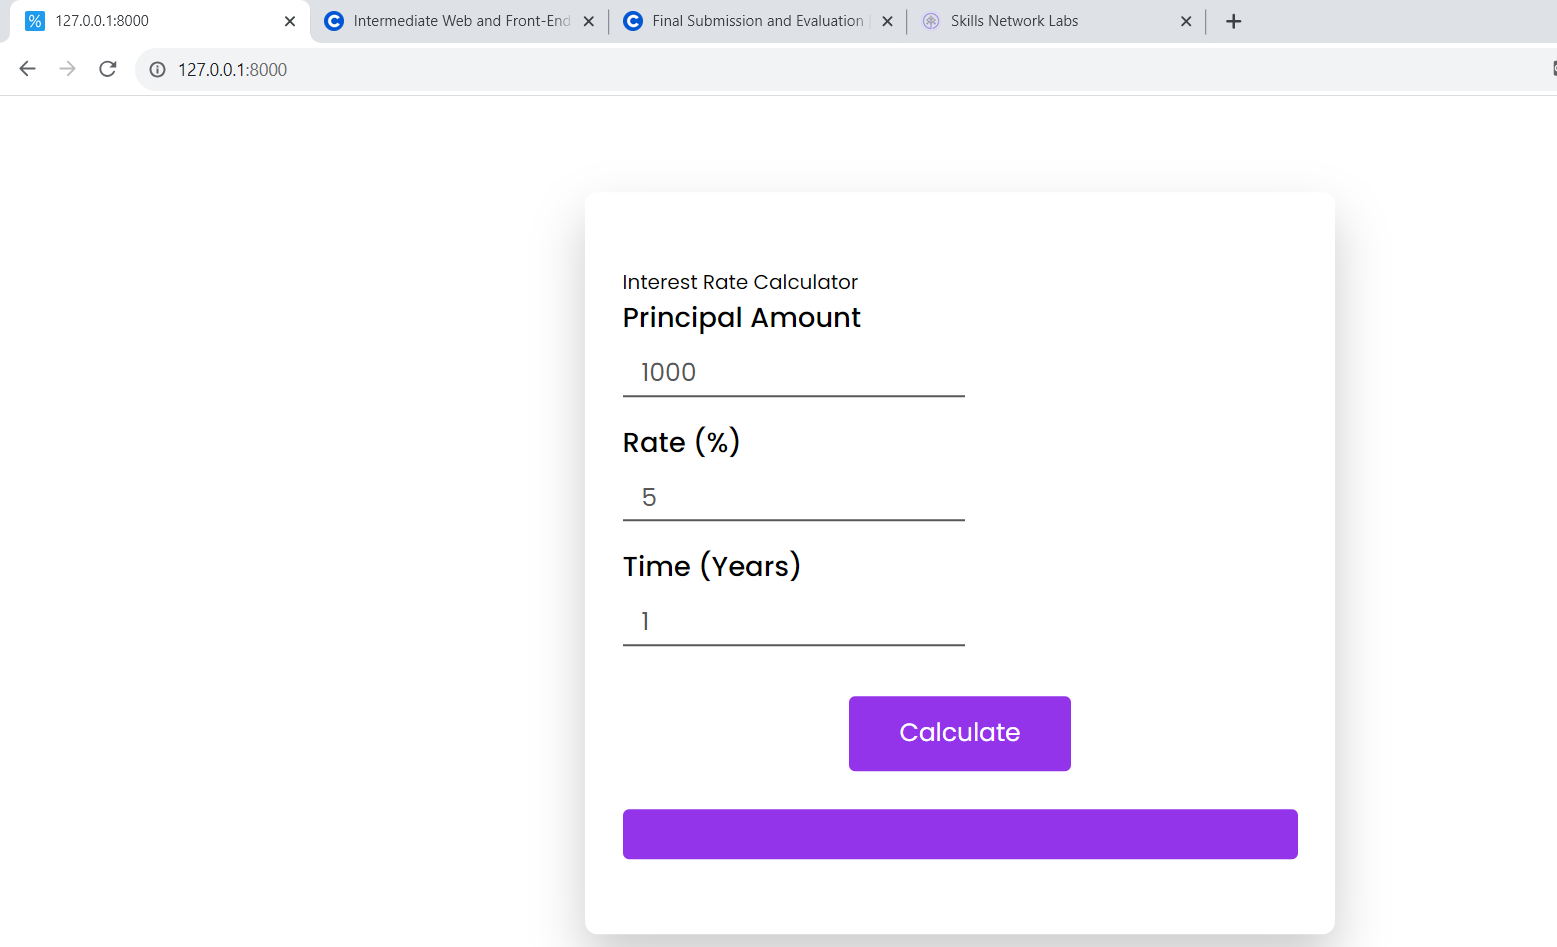 % 127.0.0.1:8000
Intermediate Web and Front-End
Final Submission and Evaluation
Skills Network Labs
127.0.0.1:8000
Interest Rate Calculator
Principal Amount
1000
Rate (%)
5
Time (Years)
1
Calculate